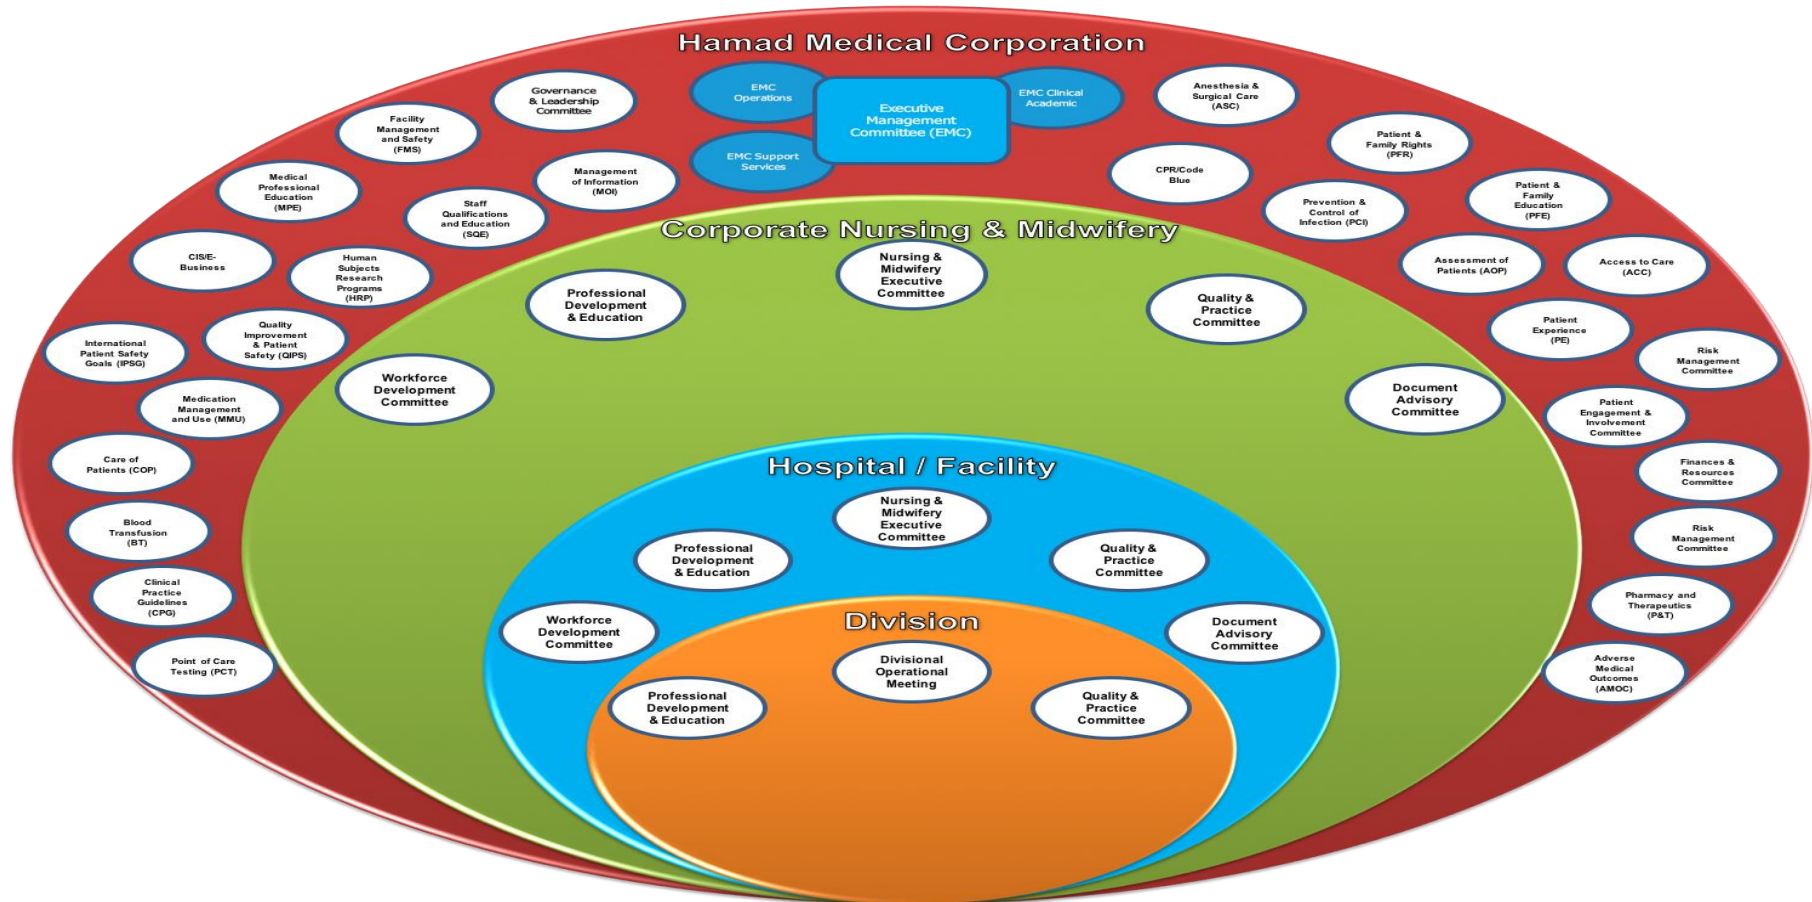 Hamad Medical Corporation
EMC
Operations
Executive
Management
Committee (EMC)
EMC Clinical
Academic
EMC Support
Services
Governance
& Leadership
Committee
Facility
Management
and Safety
(FMS)
Management
of Information
(MOI)
Medical
Professional
Education
(MPE)
Staff
Qualifications
and Education
(SQE)
CIS/E-
Business
Human
Subjects
Research
Programs
(HRP)
International
Patient Safety
Goals (IPSG)
Quality
Improvement
& Patient
Safety (QIPS)
Medication
Management
and Use (MMU)
Care of
Patients (COP)
Blood
Transfusion
(BT)
Clinical
Practice
Guidelines
(CPG)
Point of Care
Testing (PCT)
Anesthesia &
Surgical Care
(ASC)
Patient &
Family Rights
(PFR)
CPR/Code
Blue
Patient &
Family
Education
(PFE)
Prevention &
Control of
Infection (PCI)
Assessment of
Patients (AOP)
Access to Care
(ACC)
Patient
Experience
(PE)
Risk
Management
Committee
Patient
Engagement &
Involvement
Committee
Finances &
Resources
Committee
Risk
Management
Committee
Pharmacy and
Therapeutics
(P&T)
Adverse
Medical
Outcomes
(AMOC)
Corporate Nursing & Midwifery
Nursing &
Midwifery
Executive
Committee
Professional
Development
& Education
Quality &
Practice
Committee
Workforce
Development
Committee
Document
Advisory
Committee
Hospital / Facility
Nursing &
Midwifery
Executive
Committee
Professional
Development
& Education
Quality &
Practice
Committee
Workforce
Development
Committee
Document
Advisory
Committee
Division
Divisional
Operational
Meeting
Professional
Development
& Education
Quality &
Practice
Committee